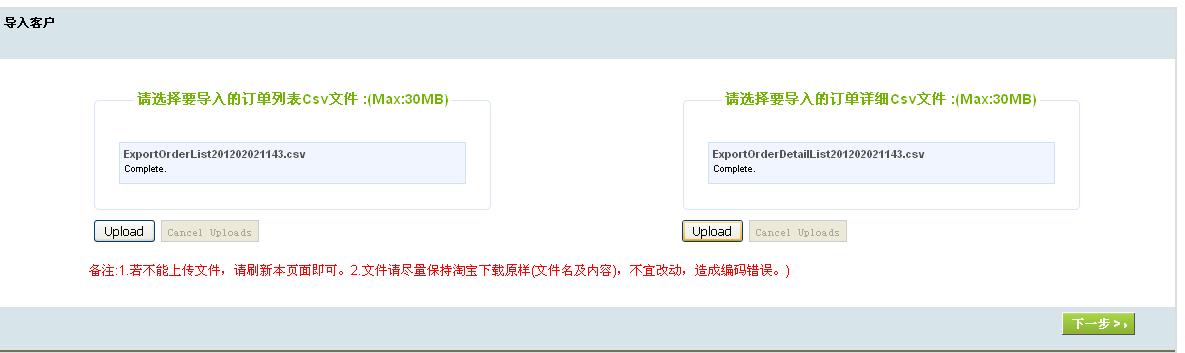 导入客户
请选择要导入的订单列表Csv文件 :(Max:30MB)
ExportOrderList201202021143.csv
Complete.
Upload
Cancel Uploads
请选择要导入的订单详细Csv文件 :(Max:30MB)
ExportOrderDetailList201202021143.csv
Complete.
Upload
Cancel Uploads
备注:1.若不能上传文件，请刷新本页面即可。2.文件请尽量保持淘宝下载原样(文件名及内容)，不宜改动，造成编码错误。)
下一步 >